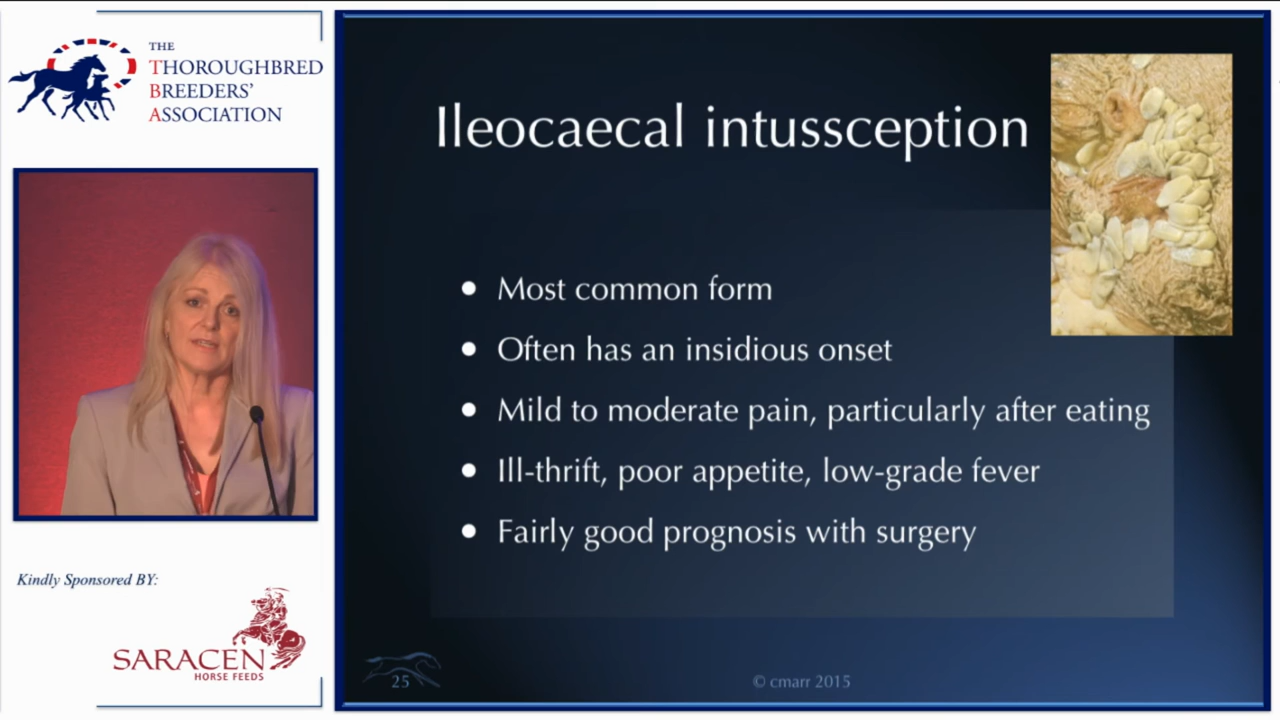 THE
THOROUGHBRED
BREEDERS'
ASSOCIATION
Kindly Sponsored BY:
SARACEN
HORSE FEEDS
Ileocaecal intussception
• Most common form
• Often has an insidious onset
• Mild to moderate pain, particularly after eating
• Ill-thrift, poor appetite, low-grade fever
• Fairly good prognosis with surgery
25
© cmarr 2015